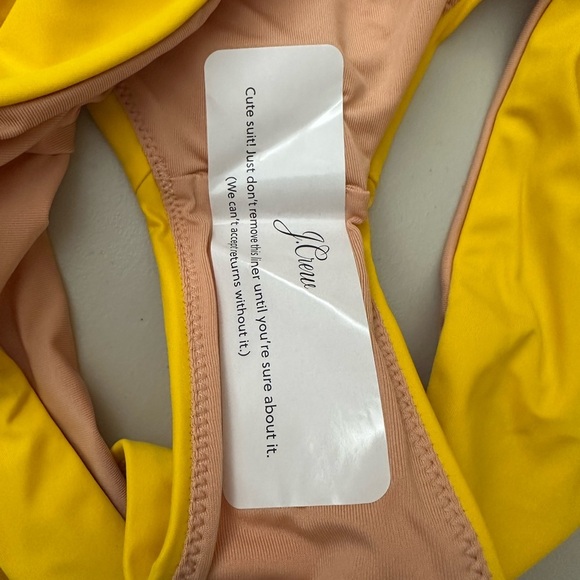 J.Crew
Cute suit! Just don't remove this liner until you're sure about it.
(We can't accept returns without it.)